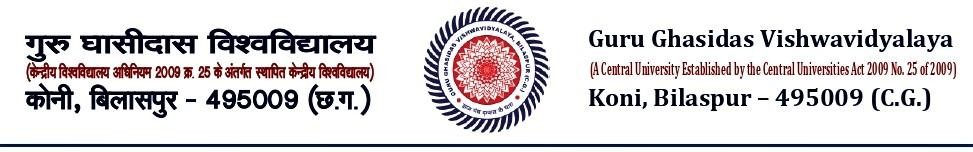 गुरु घासीदास विश्वविद्यालय
(केन्द्रीय विश्वविद्यालय अधिनियम 2009 क्र. 25 के अंतर्गत स्थापित केन्द्रीय विश्वविद्यालय)
कोनी, बिलासपुर - 495009 (छ.ग.)
GURU GHASIDAS VISHWAVIDYALAYA, BILASPUR (C.G.)
Guru Ghasidas Vishwavidyalaya
(A Central University Established by the Central Universities Act 2009 No. 25 of 2009)
Koni, Bilaspur – 495009 (C.G.)